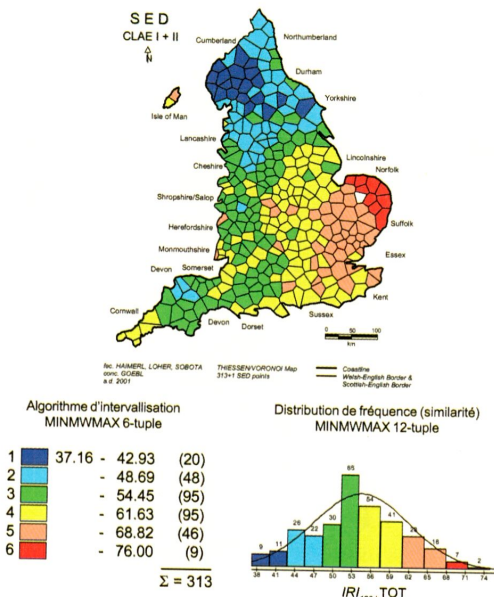 S E D
CLAE I + II
N
Cumberland
Northumberland
Durham
Yorkshire
Isle of Man
Lancashire
Cheshire
Lincolnshire
Norfolk
Shropshire/Salop
Suffolk
Herefordshire
Essex
Monmouthshire
Devon Somerset
Kent
Cornwall
Devon Dorset
Sussex
0 50 100
km
fec. HAIMERL, LOHER, SOBOTA
conc. GOEBL
a.d. 2001
THIESSEN/VORONOI Map
313+1 SED points
Coastline
Welsh-English Border &
Scottish-English Border
Algorithme d'intervallisation
MINMWMAX 6-tuple
1 37.16 - 42.93 (20)
2 - 48.69 (48)
3 - 54.45 (95)
4 - 61.63 (95)
5 - 68.82 (46)
6 - 76.00 (9)
Σ = 313
Distribution de fréquence (similarité)
MINMWMAX 12-tuple
9 11 26 22 30 65 54 41 28 16 7 2
38 41 44 47 50 53 56 59 62 65 68 71 74
TOT